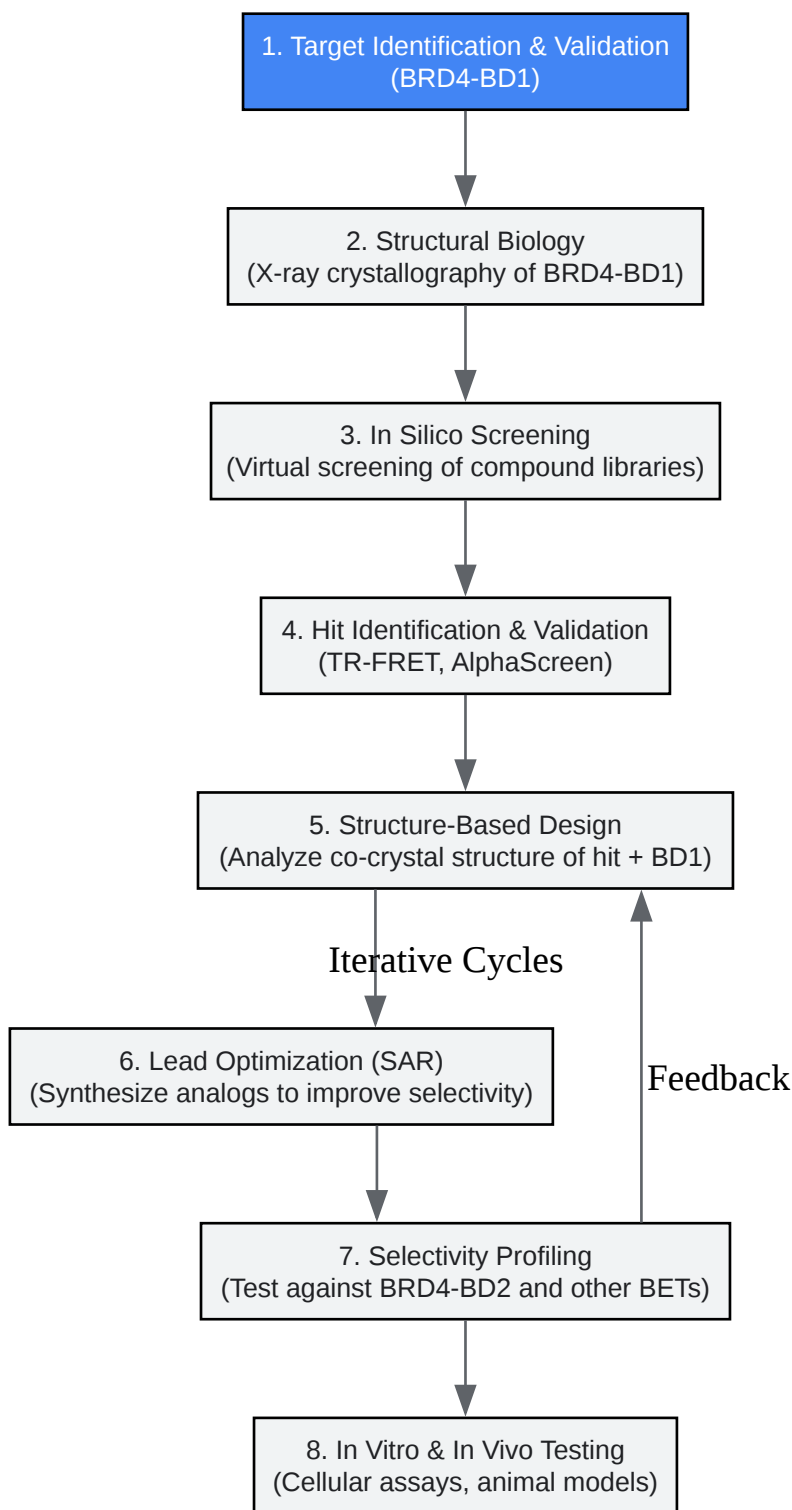 1. Target Identification & Validation
(BRD4-BD1)
2. Structural Biology
(X-ray crystallography of BRD4-BD1)
3. In Silico Screening
(Virtual screening of compound libraries)
4. Hit Identification & Validation
(TR-FRET, AlphaScreen)
5. Structure-Based Design
(Analyze co-crystal structure of hit + BD1)
Iterative Cycles
6. Lead Optimization (SAR)
(Synthesize analogs to improve selectivity)
Feedback
7. Selectivity Profiling
(Test against BRD4-BD2 and other BETs)
8. In Vitro & In Vivo Testing
(Cellular assays, animal models)